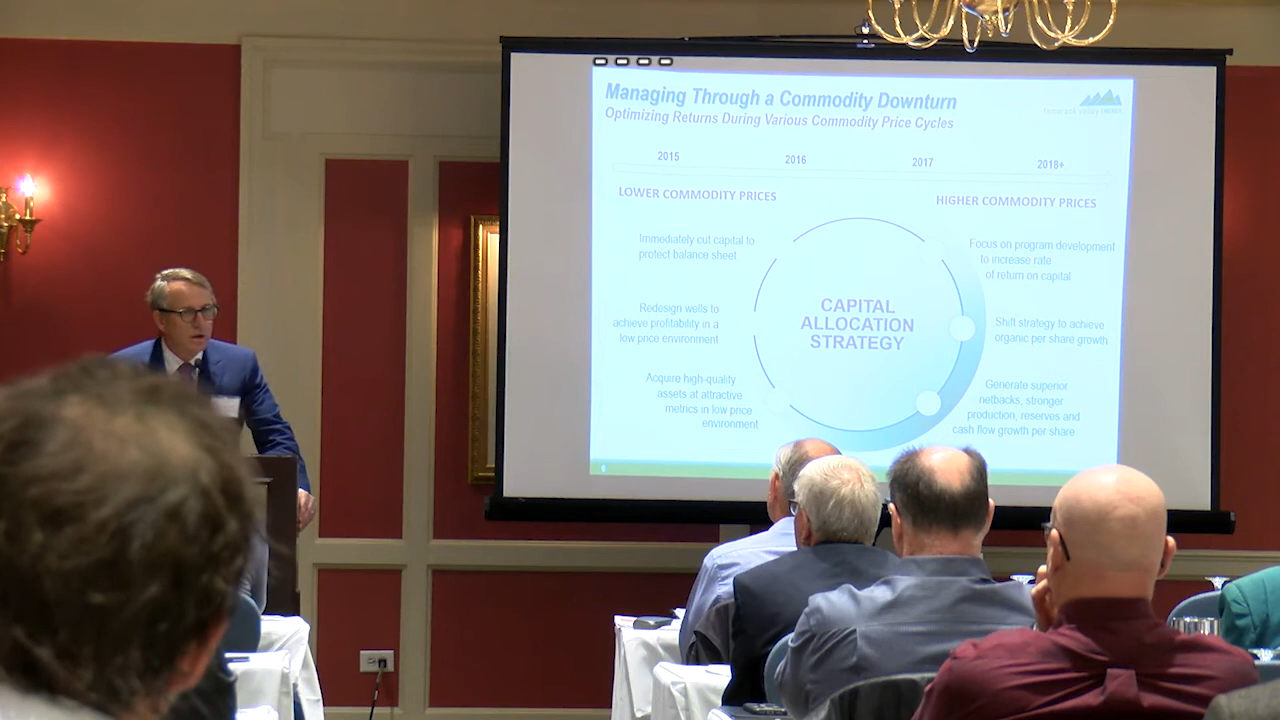 Managing Through a Commodity Downturn
Optimizing Returns During Various Commodity Price Cycles
2015
2016
2017
2018+
LOWER COMMODITY PRICES
HIGHER COMMODITY PRICES
Immediately cut capital to
protect balance sheet
Redesign wells to
achieve profitability in a
low price environment
Acquire high-quality
assets at attractive
metrics in low price
environment
CAPITAL
ALLOCATION
STRATEGY
Focus on program development
to increase rate
of return on capital
Shift strategy to achieve
organic per share growth
Generate superior
netbacks, stronger
production, reserves and
cash flow growth per share